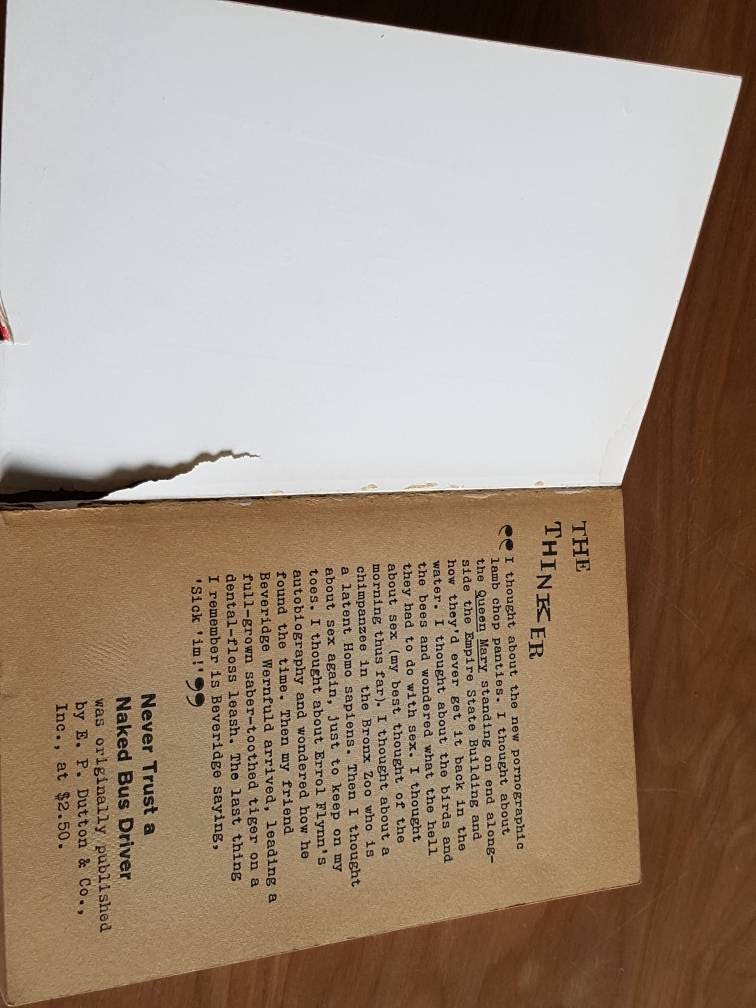 THE
THINKER
“I thought about the new pornographic
lamb chop panties. I thought about
the Queen Mary standing on end along-
side the Empire State Building and
how they'd ever get it back in the
water. I thought about the birds and
the bees and wondered what the hell
they had to do with sex. I thought
about sex (my best thought of the
morning thus far). I thought about a
chimpanzee in the Bronx Zoo who is
a latent Homo sapiens. Then I thought
about sex again, just to keep on my
toes. I thought about Errol Flynn's
autobiography and wondered how he
found the time. Then my friend
Beveridge Wernfuld arrived, leading a
full-grown saber-toothed tiger on a
dental-floss leash. The last thing
I remember is Beveridge saying,
'Sick 'im!'”
Never Trust a
Naked Bus Driver
was originally published
by E. P. Dutton & Co.,
Inc., at $2.50.